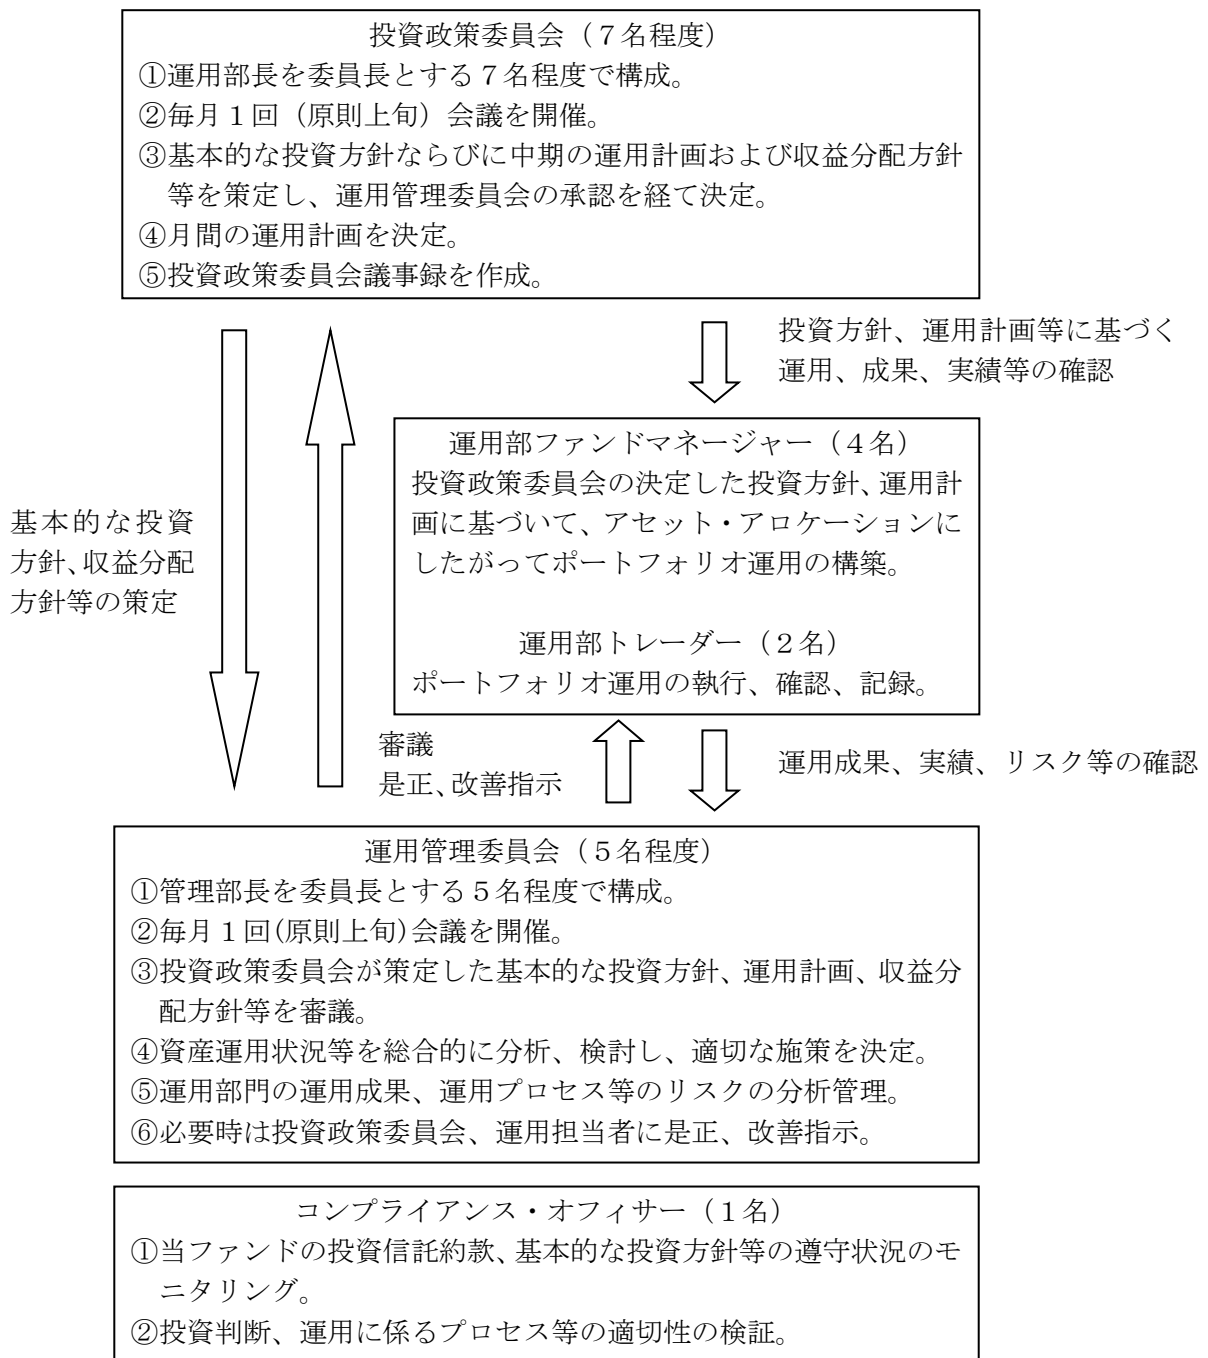 投資政策委員会（７名程度）
①運用部長を委員長とする７名程度で構成。
②毎月１回（原則上旬）会議を開催。
③基本的な投資方針ならびに中期の運用計画および収益分配方針
等を策定し、運用管理委員会の承認を経て決定。
④月間の運用計画を決定。
⑤投資政策委員会議事録を作成。
投資方針、運用計画等に基づく
運用、成果、実績等の確認
運用部ファンドマネージャー（４名）
投資政策委員会の決定した投資方針、運用計
画に基づいて、アセット・アロケーションに
したがってポートフォリオ運用の構築。
運用部トレーダー（２名）
ポートフォリオ運用の執行、確認、記録。
基本的な投資
方針、収益分配
方針等の策定
審議
是正、改善指示
運用成果、実績、リスク等の確認
運用管理委員会（５名程度）
①管理部長を委員長とする５名程度で構成。
②毎月１回(原則上旬)会議を開催。
③投資政策委員会が策定した基本的な投資方針、運用計画、収益分
配方針等を審議。
④資産運用状況等を総合的に分析、検討し、適切な施策を決定。
⑤運用部門の運用成果、運用プロセス等のリスクの分析管理。
⑥必要時は投資政策委員会、運用担当者に是正、改善指示。
コンプライアンス・オフィサー（１名）
①当ファンドの投資信託約款、基本的な投資方針等の遵守状況のモ
ニタリング。
②投資判断、運用に係るプロセス等の適切性の検証。